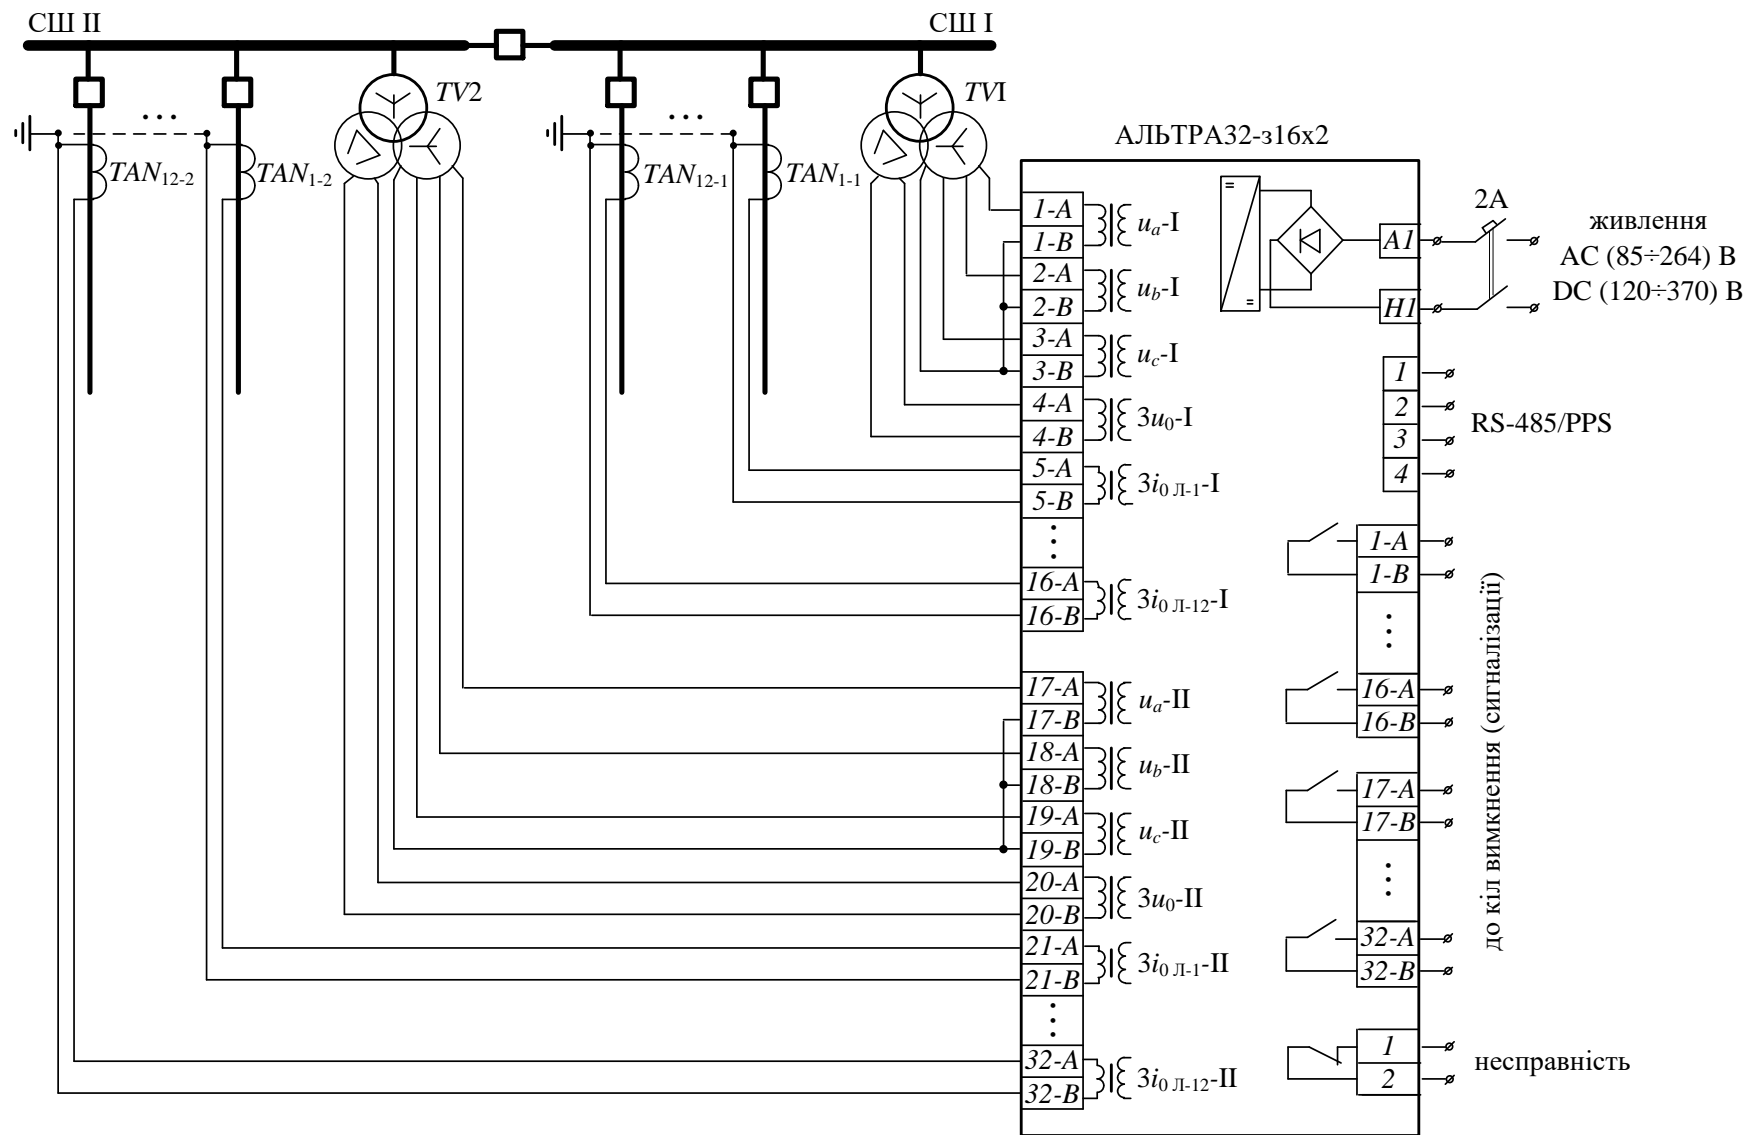 СШ II
СШ I
TV2
TVI
...
...
TAN12-2
TAN1-2
TAN12-1
TAN1-1
АЛЬТРА32-з16х2
1-A
1-B
ua-I
2-A
2-B
ub-I
3-A
3-B
uc-I
4-A
4-B
3u0-I
5-A
5-B
3i0 Л-1-I
16-A
16-B
3i0 Л-12-I
17-A
17-B
ua-II
18-A
18-B
ub-II
19-A
19-B
uc-II
20-A
20-B
3u0-II
21-A
21-B
3i0 Л-1-II
32-A
32-B
3i0 Л-12-II
A1
H1
2А
живлення
АС (85÷264) В
DC (120÷370) В
1
2
3
4
RS-485/PPS
1-A
1-B
16-A
16-B
17-A
17-B
32-A
32-B
до кіл вимкнення (сигналізації)
1
2
несправність